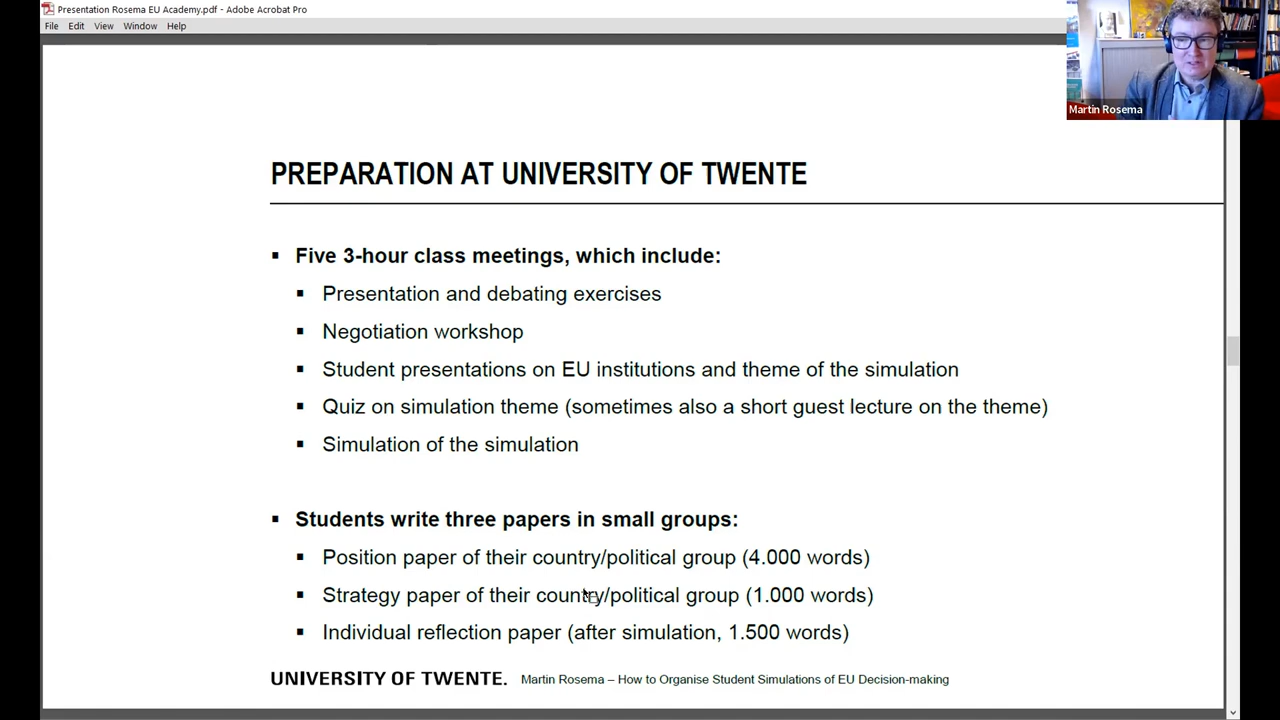 Presentation Rosema EU Academy.pdf - Adobe Acrobat Pro
File Edit View Window Help
Martin Rosema
PREPARATION AT UNIVERSITY OF TWENTE
▪ Five 3-hour class meetings, which include:
▪ Presentation and debating exercises
▪ Negotiation workshop
▪ Student presentations on EU institutions and theme of the simulation
▪ Quiz on simulation theme (sometimes also a short guest lecture on the theme)
▪ Simulation of the simulation
▪ Students write three papers in small groups:
▪ Position paper of their country/political group (4.000 words)
▪ Strategy paper of their country/political group (1.000 words)
▪ Individual reflection paper (after simulation, 1.500 words)
UNIVERSITY OF TWENTE. Martin Rosema – How to Organise Student Simulations of EU Decision-making